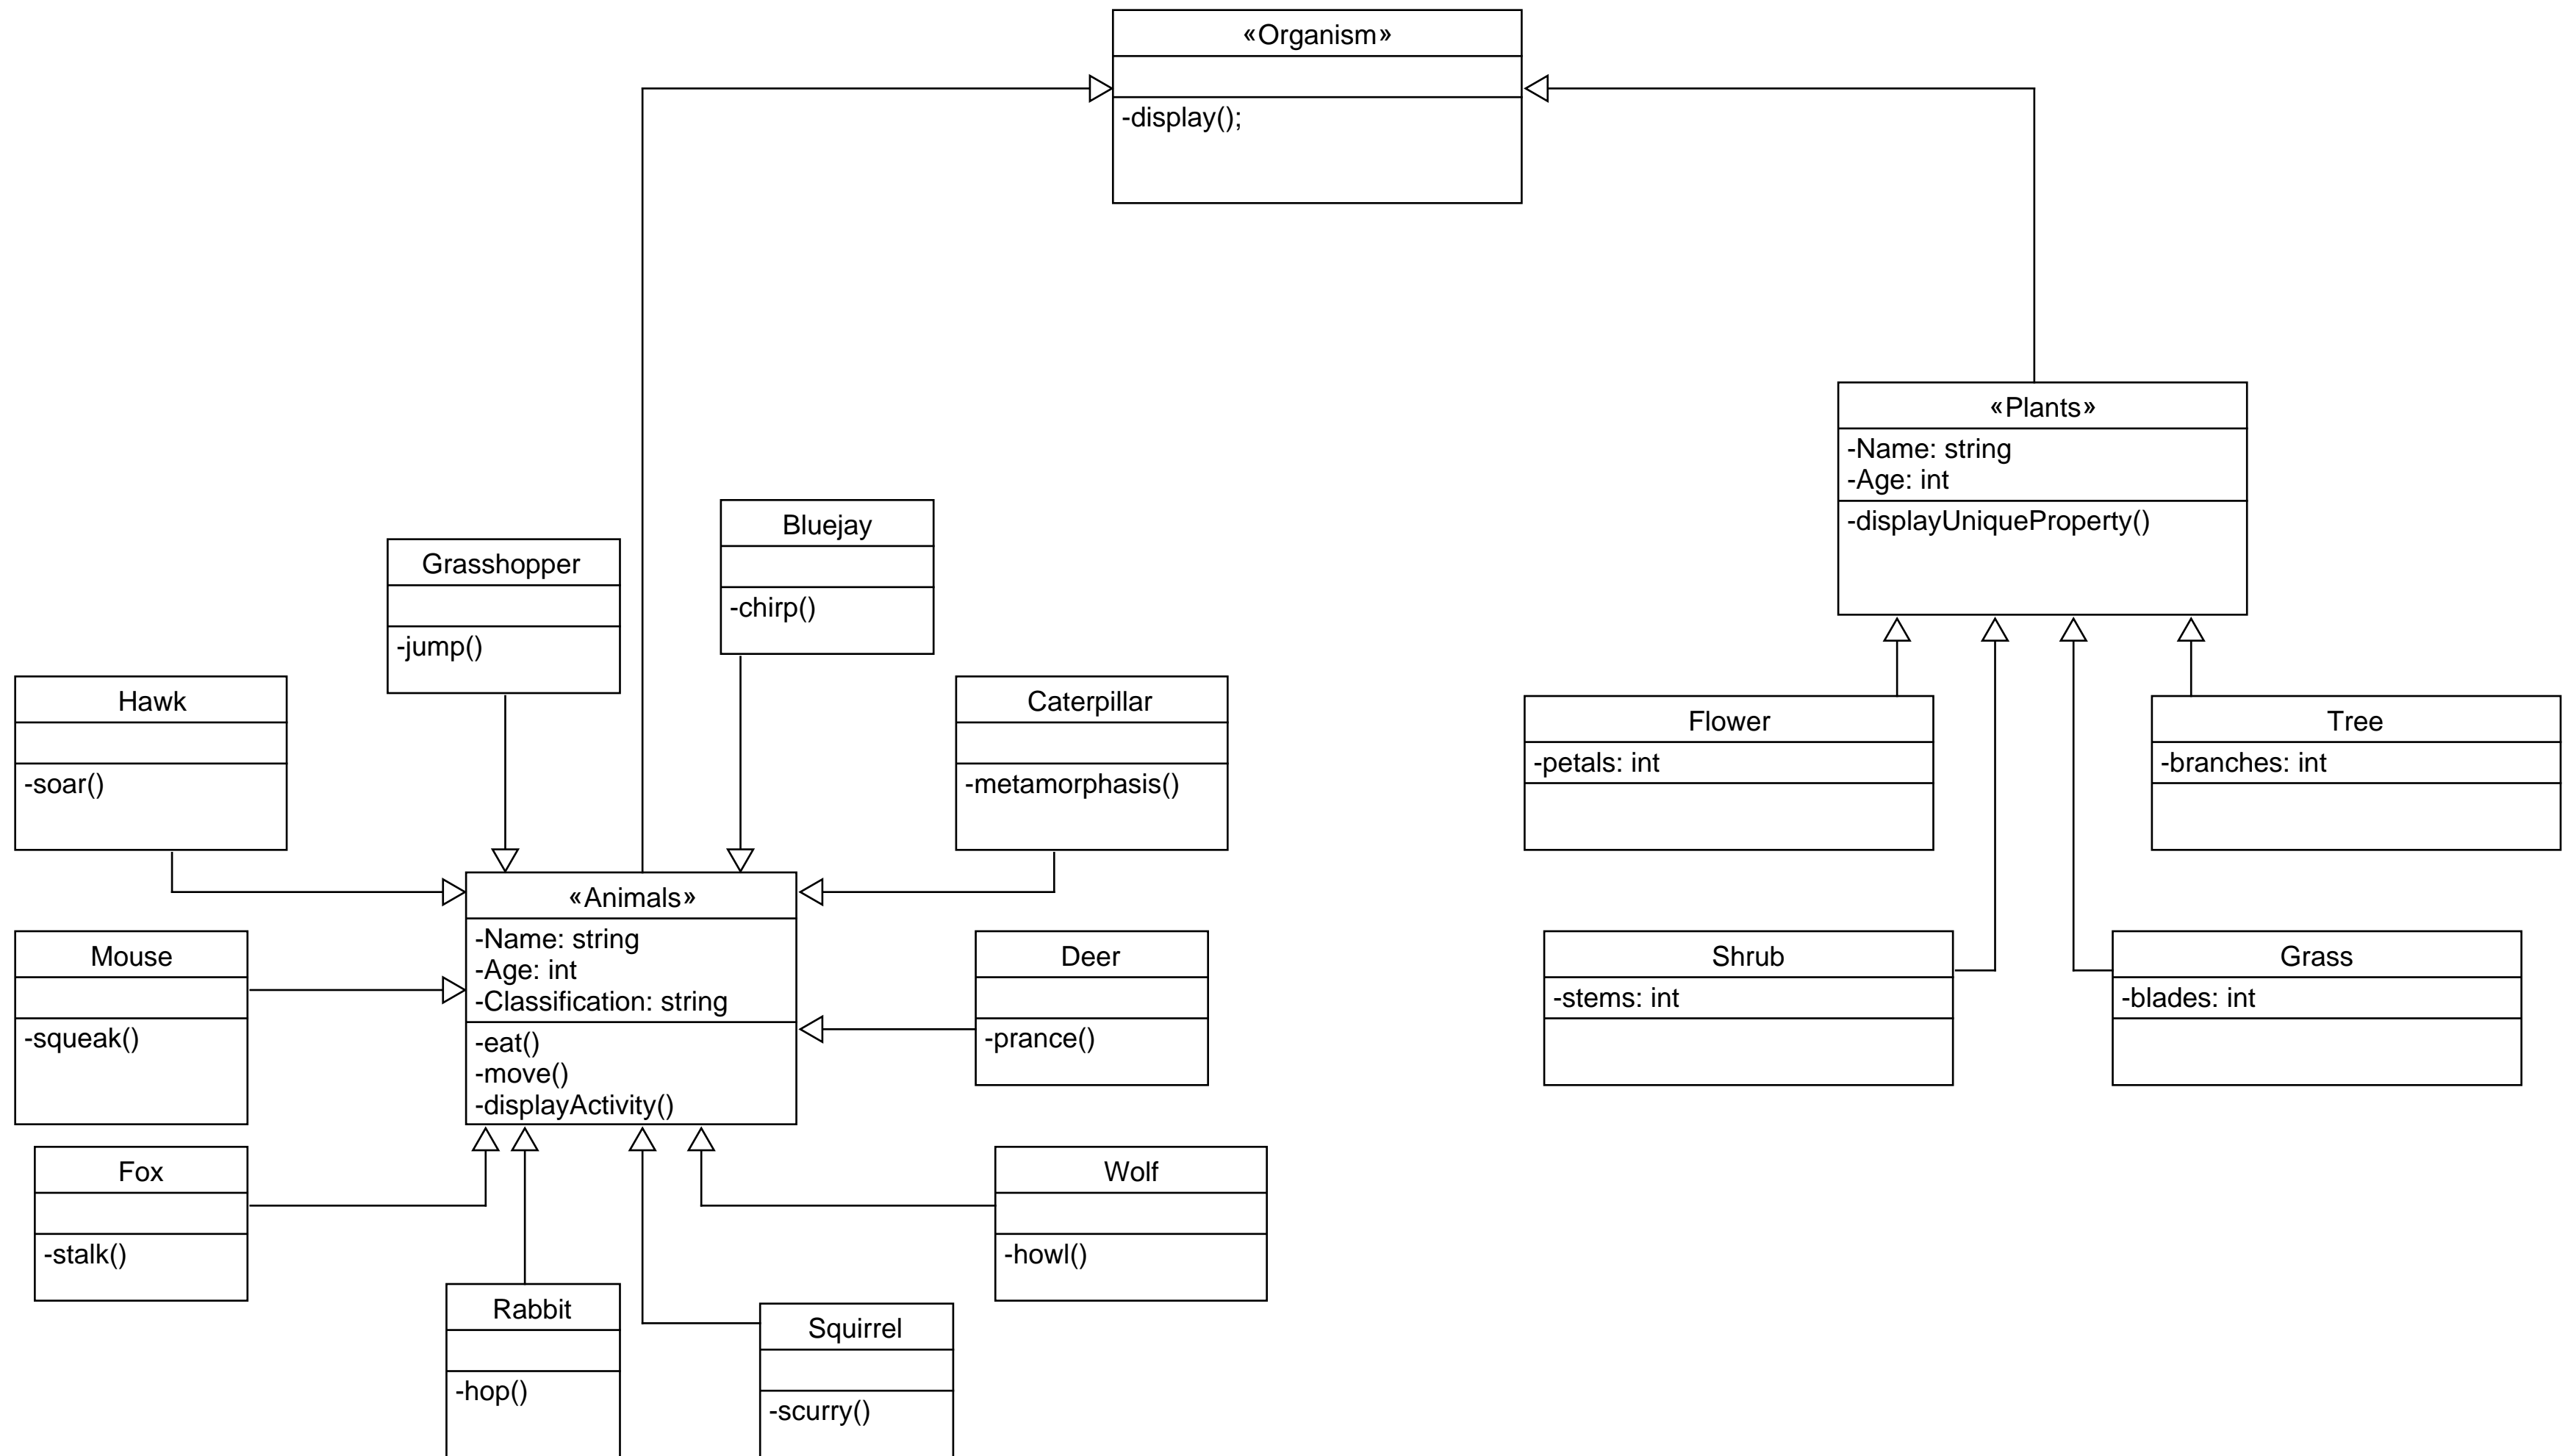 «Organism»
-display();
«Plants»
-Name: string
-Age: int
-displayUniqueProperty()
Bluejay
-chirp()
Grasshopper
-jump()
Hawk
-soar()
Caterpillar
-metamorphasis()
Flower
-petals: int
Tree
-branches: int
«Animals»
-Name: string
-Age: int
-Classification: string
-eat()
-move()
-displayActivity()
Mouse
-squeak()
Deer
-prance()
Shrub
-stems: int
Grass
-blades: int
Fox
-stalk()
Wolf
-howl()
Rabbit
-hop()
Squirrel
-scurry()